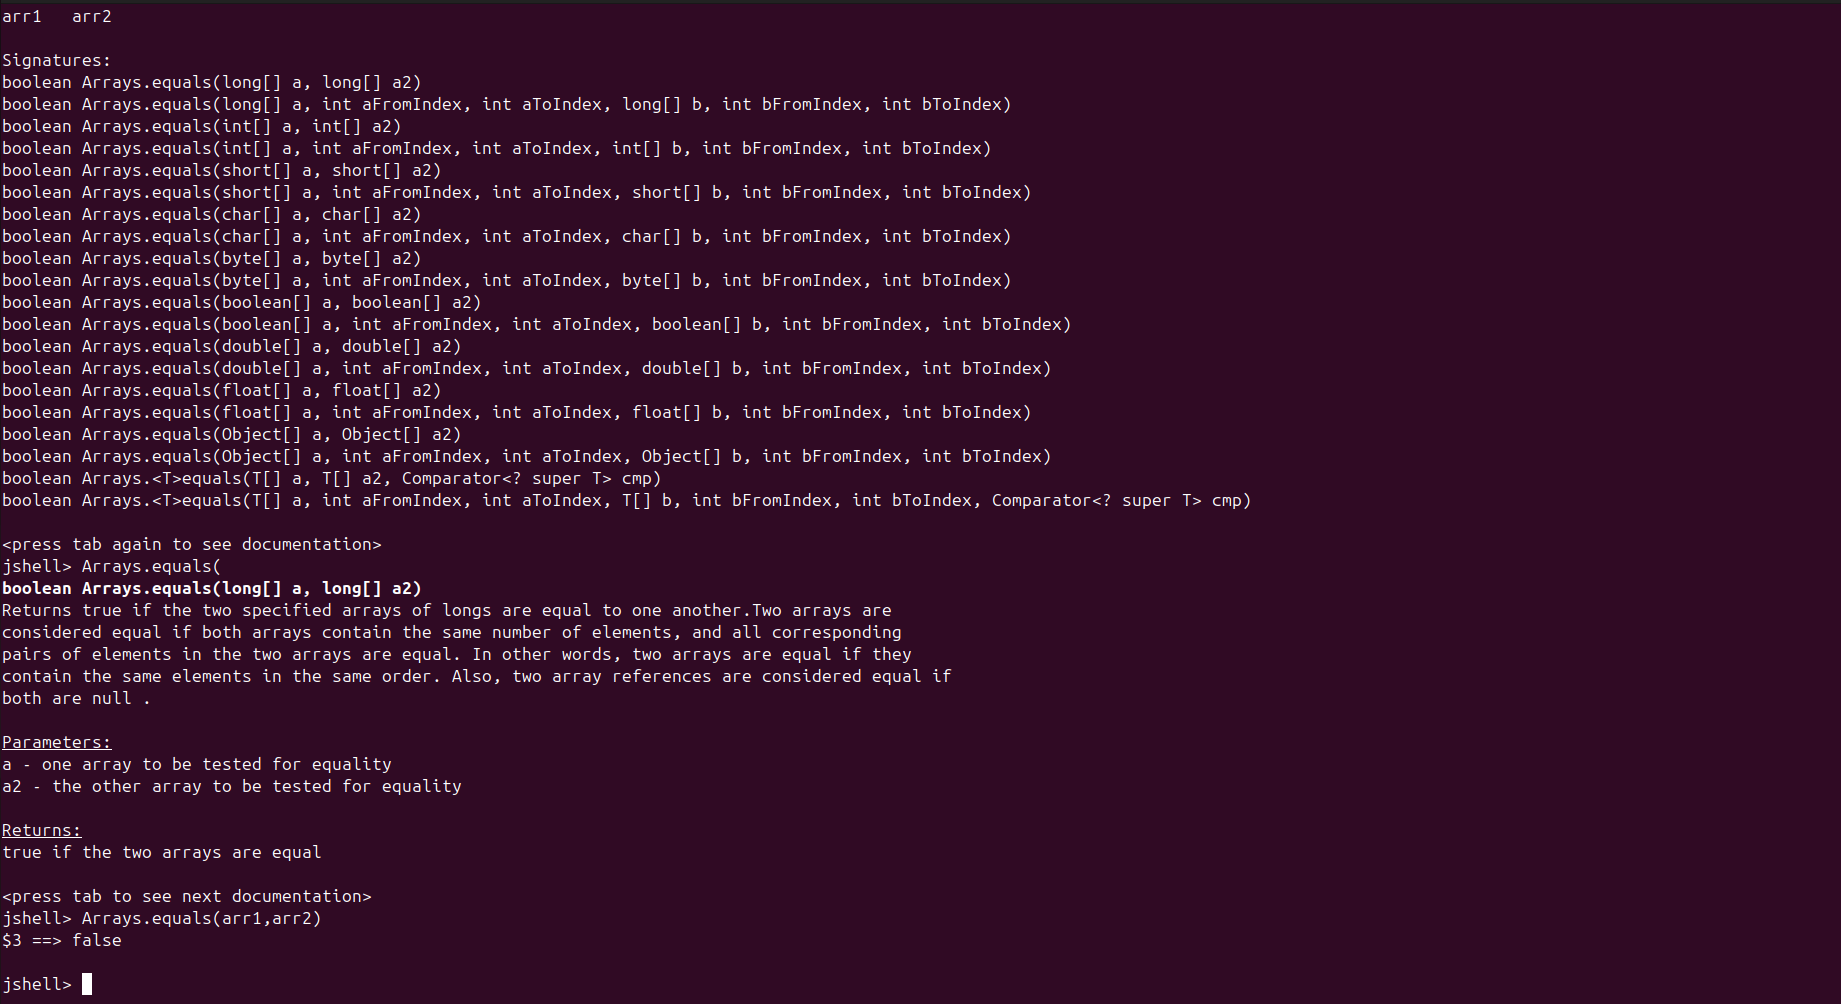 arr1   arr2
Signatures:
boolean Arrays.equals(long[] a, long[] a2)
boolean Arrays.equals(long[] a, int aFromIndex, int aToIndex, long[] b, int bFromIndex, int bToIndex)
boolean Arrays.equals(int[] a, int[] a2)
boolean Arrays.equals(int[] a, int aFromIndex, int aToIndex, int[] b, int bFromIndex, int bToIndex)
boolean Arrays.equals(short[] a, short[] a2)
boolean Arrays.equals(short[] a, int aFromIndex, int aToIndex, short[] b, int bFromIndex, int bToIndex)
boolean Arrays.equals(char[] a, char[] a2)
boolean Arrays.equals(char[] a, int aFromIndex, int aToIndex, char[] b, int bFromIndex, int bToIndex)
boolean Arrays.equals(byte[] a, byte[] a2)
boolean Arrays.equals(byte[] a, int aFromIndex, int aToIndex, byte[] b, int bFromIndex, int bToIndex)
boolean Arrays.equals(boolean[] a, boolean[] a2)
boolean Arrays.equals(boolean[] a, int aFromIndex, int aToIndex, boolean[] b, int bFromIndex, int bToIndex)
boolean Arrays.equals(double[] a, double[] a2)
boolean Arrays.equals(double[] a, int aFromIndex, int aToIndex, double[] b, int bFromIndex, int bToIndex)
boolean Arrays.equals(float[] a, float[] a2)
boolean Arrays.equals(float[] a, int aFromIndex, int aToIndex, float[] b, int bFromIndex, int bToIndex)
boolean Arrays.equals(Object[] a, Object[] a2)
boolean Arrays.equals(Object[] a, int aFromIndex, int aToIndex, Object[] b, int bFromIndex, int bToIndex)
boolean Arrays.<T>equals(T[] a, T[] a2, Comparator<? super T> cmp)
boolean Arrays.<T>equals(T[] a, int aFromIndex, int aToIndex, T[] b, int bFromIndex, int bToIndex, Comparator<? super T> cmp)
<press tab again to see documentation>
jshell> Arrays.equals(
boolean Arrays.equals(long[] a, long[] a2)
Returns true if the two specified arrays of longs are equal to one another.Two arrays are
considered equal if both arrays contain the same number of elements, and all corresponding
pairs of elements in the two arrays are equal. In other words, two arrays are equal if they
contain the same elements in the same order. Also, two array references are considered equal if
both are null .
Parameters:
a - one array to be tested for equality
a2 - the other array to be tested for equality
Returns:
true if the two arrays are equal
<press tab to see next documentation>
jshell> Arrays.equals(arr1,arr2)
$3 ==> false
jshell>